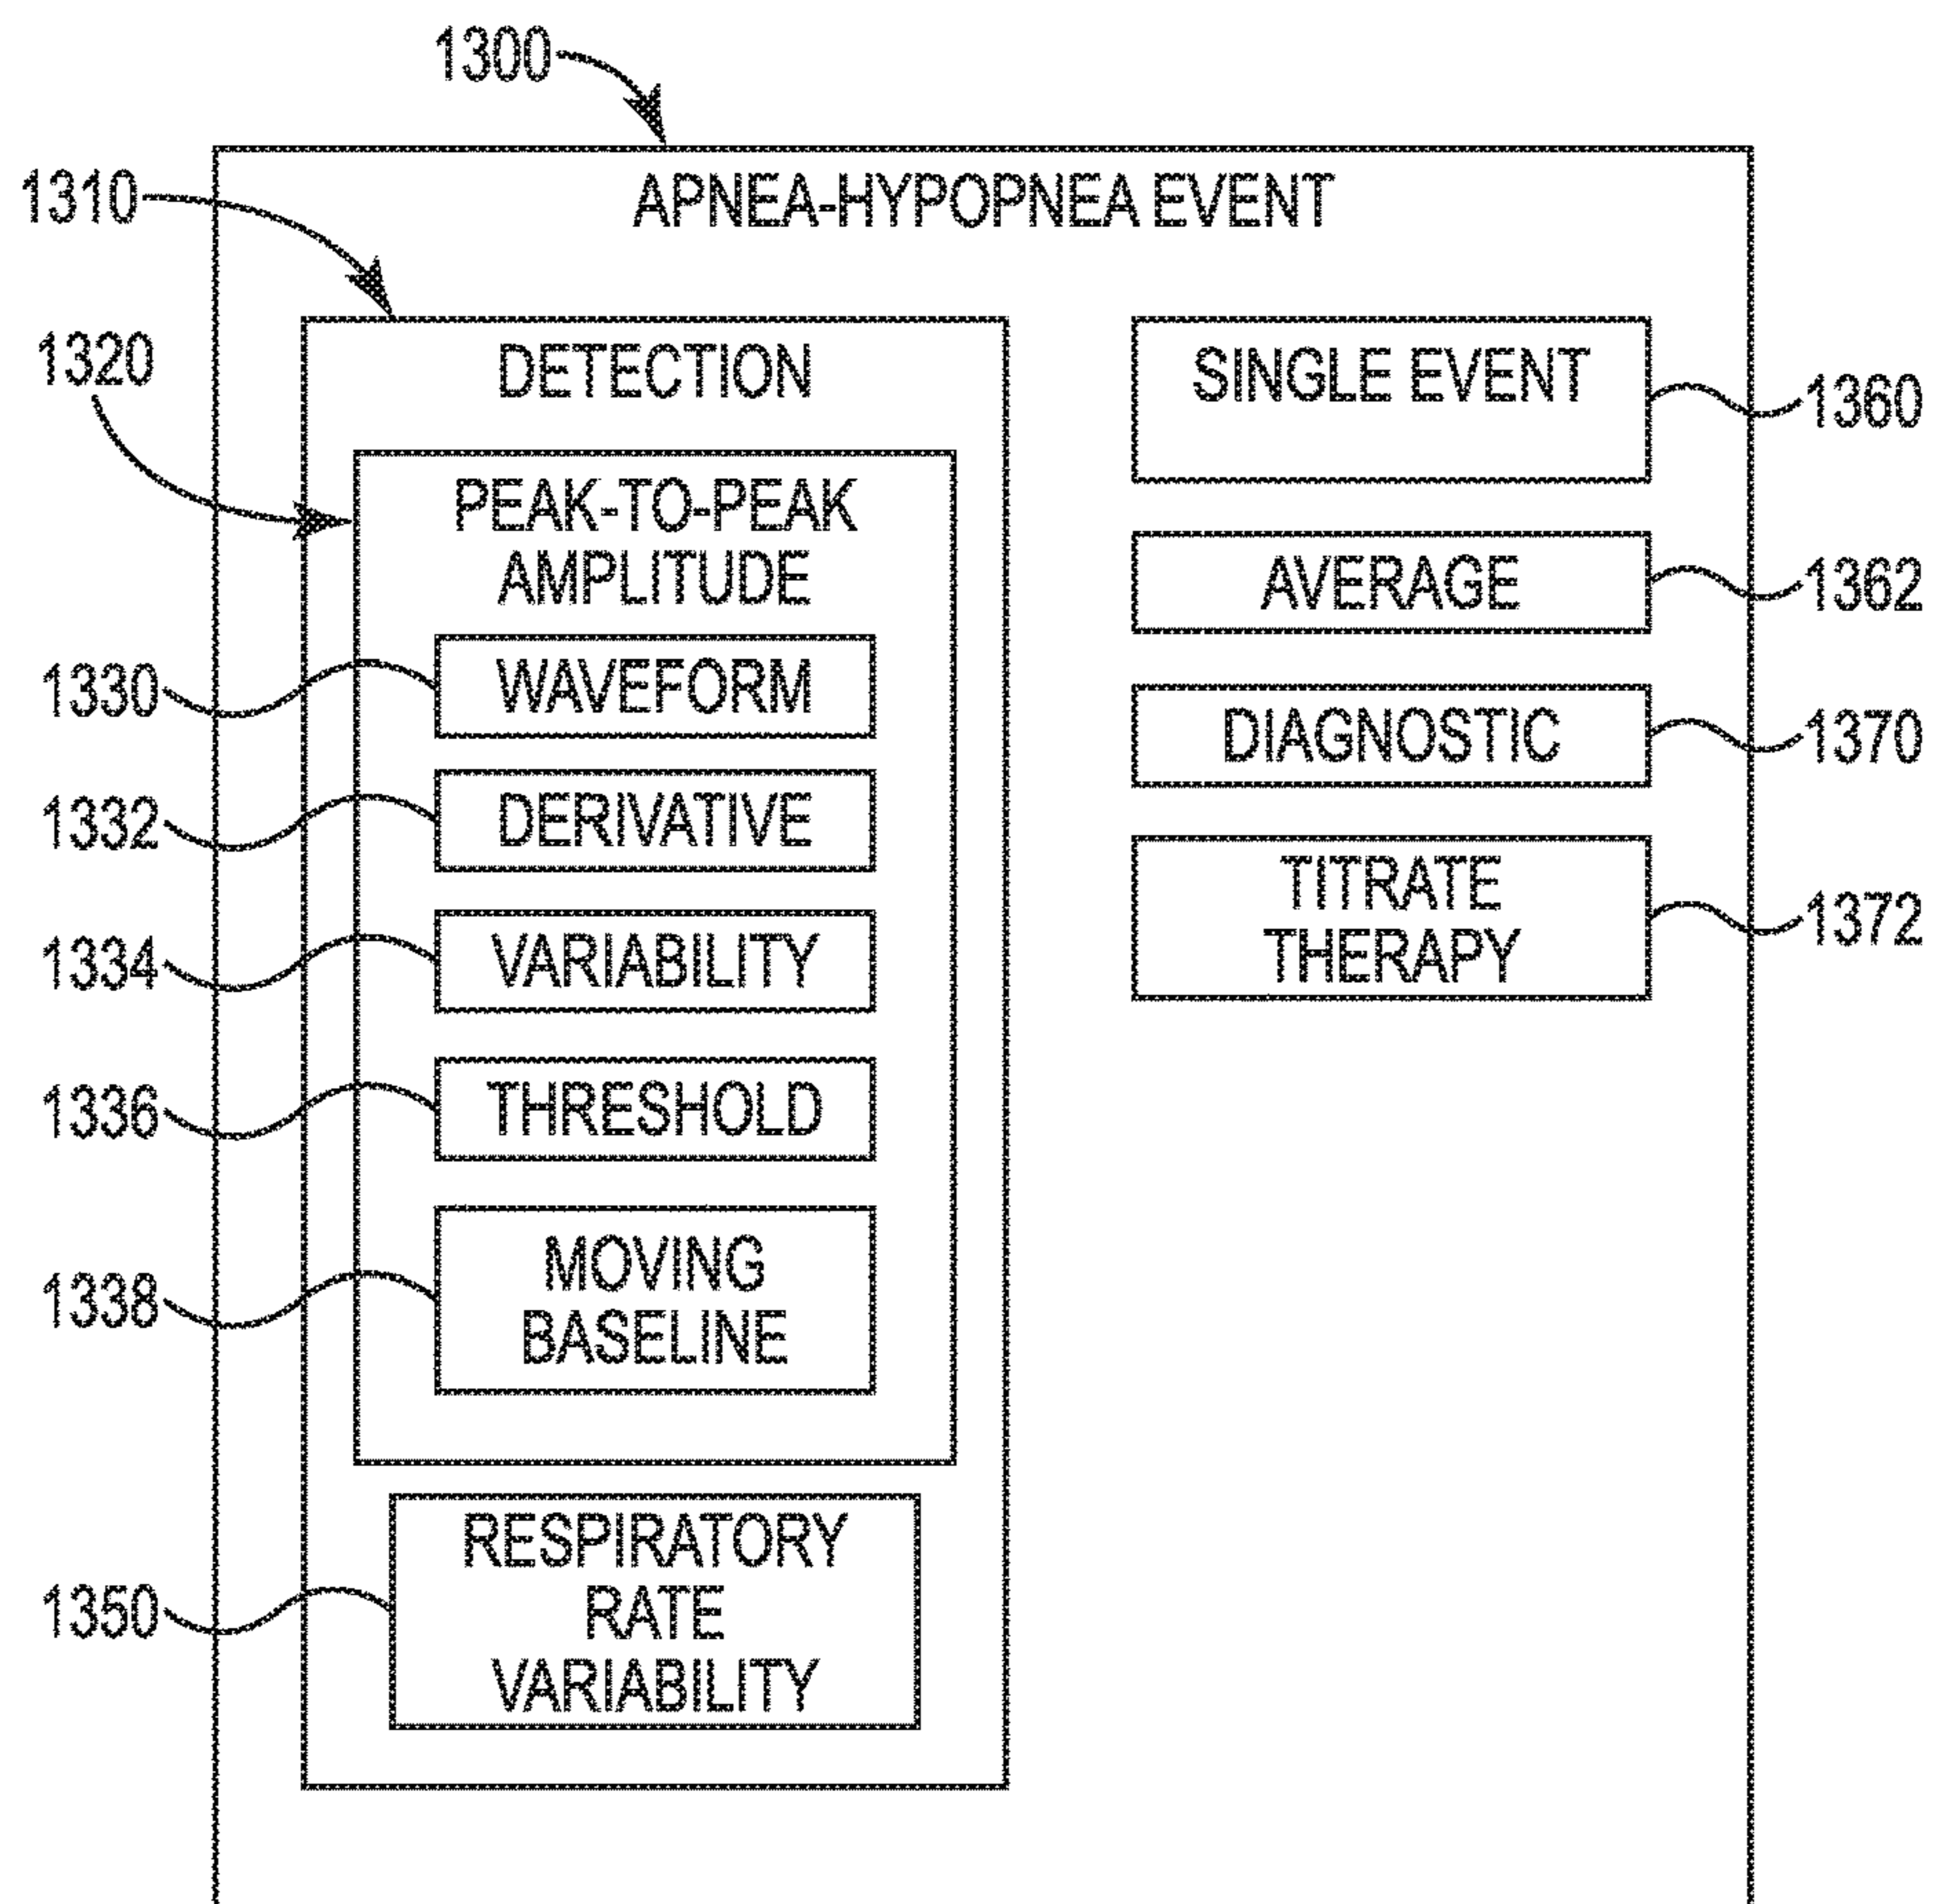 1300
APNEA-HYPOPNEA EVENT
1310
DETECTION
1320
PEAK-TO-PEAK
AMPLITUDE
1330
WAVEFORM
1332
DERIVATIVE
1334
VARIABILITY
1336
THRESHOLD
1338
MOVING
BASELINE
1350
RESPIRATORY
RATE
VARIABILITY
SINGLE EVENT
1360
AVERAGE
1362
DIAGNOSTIC
1370
TITRATE
THERAPY
1372